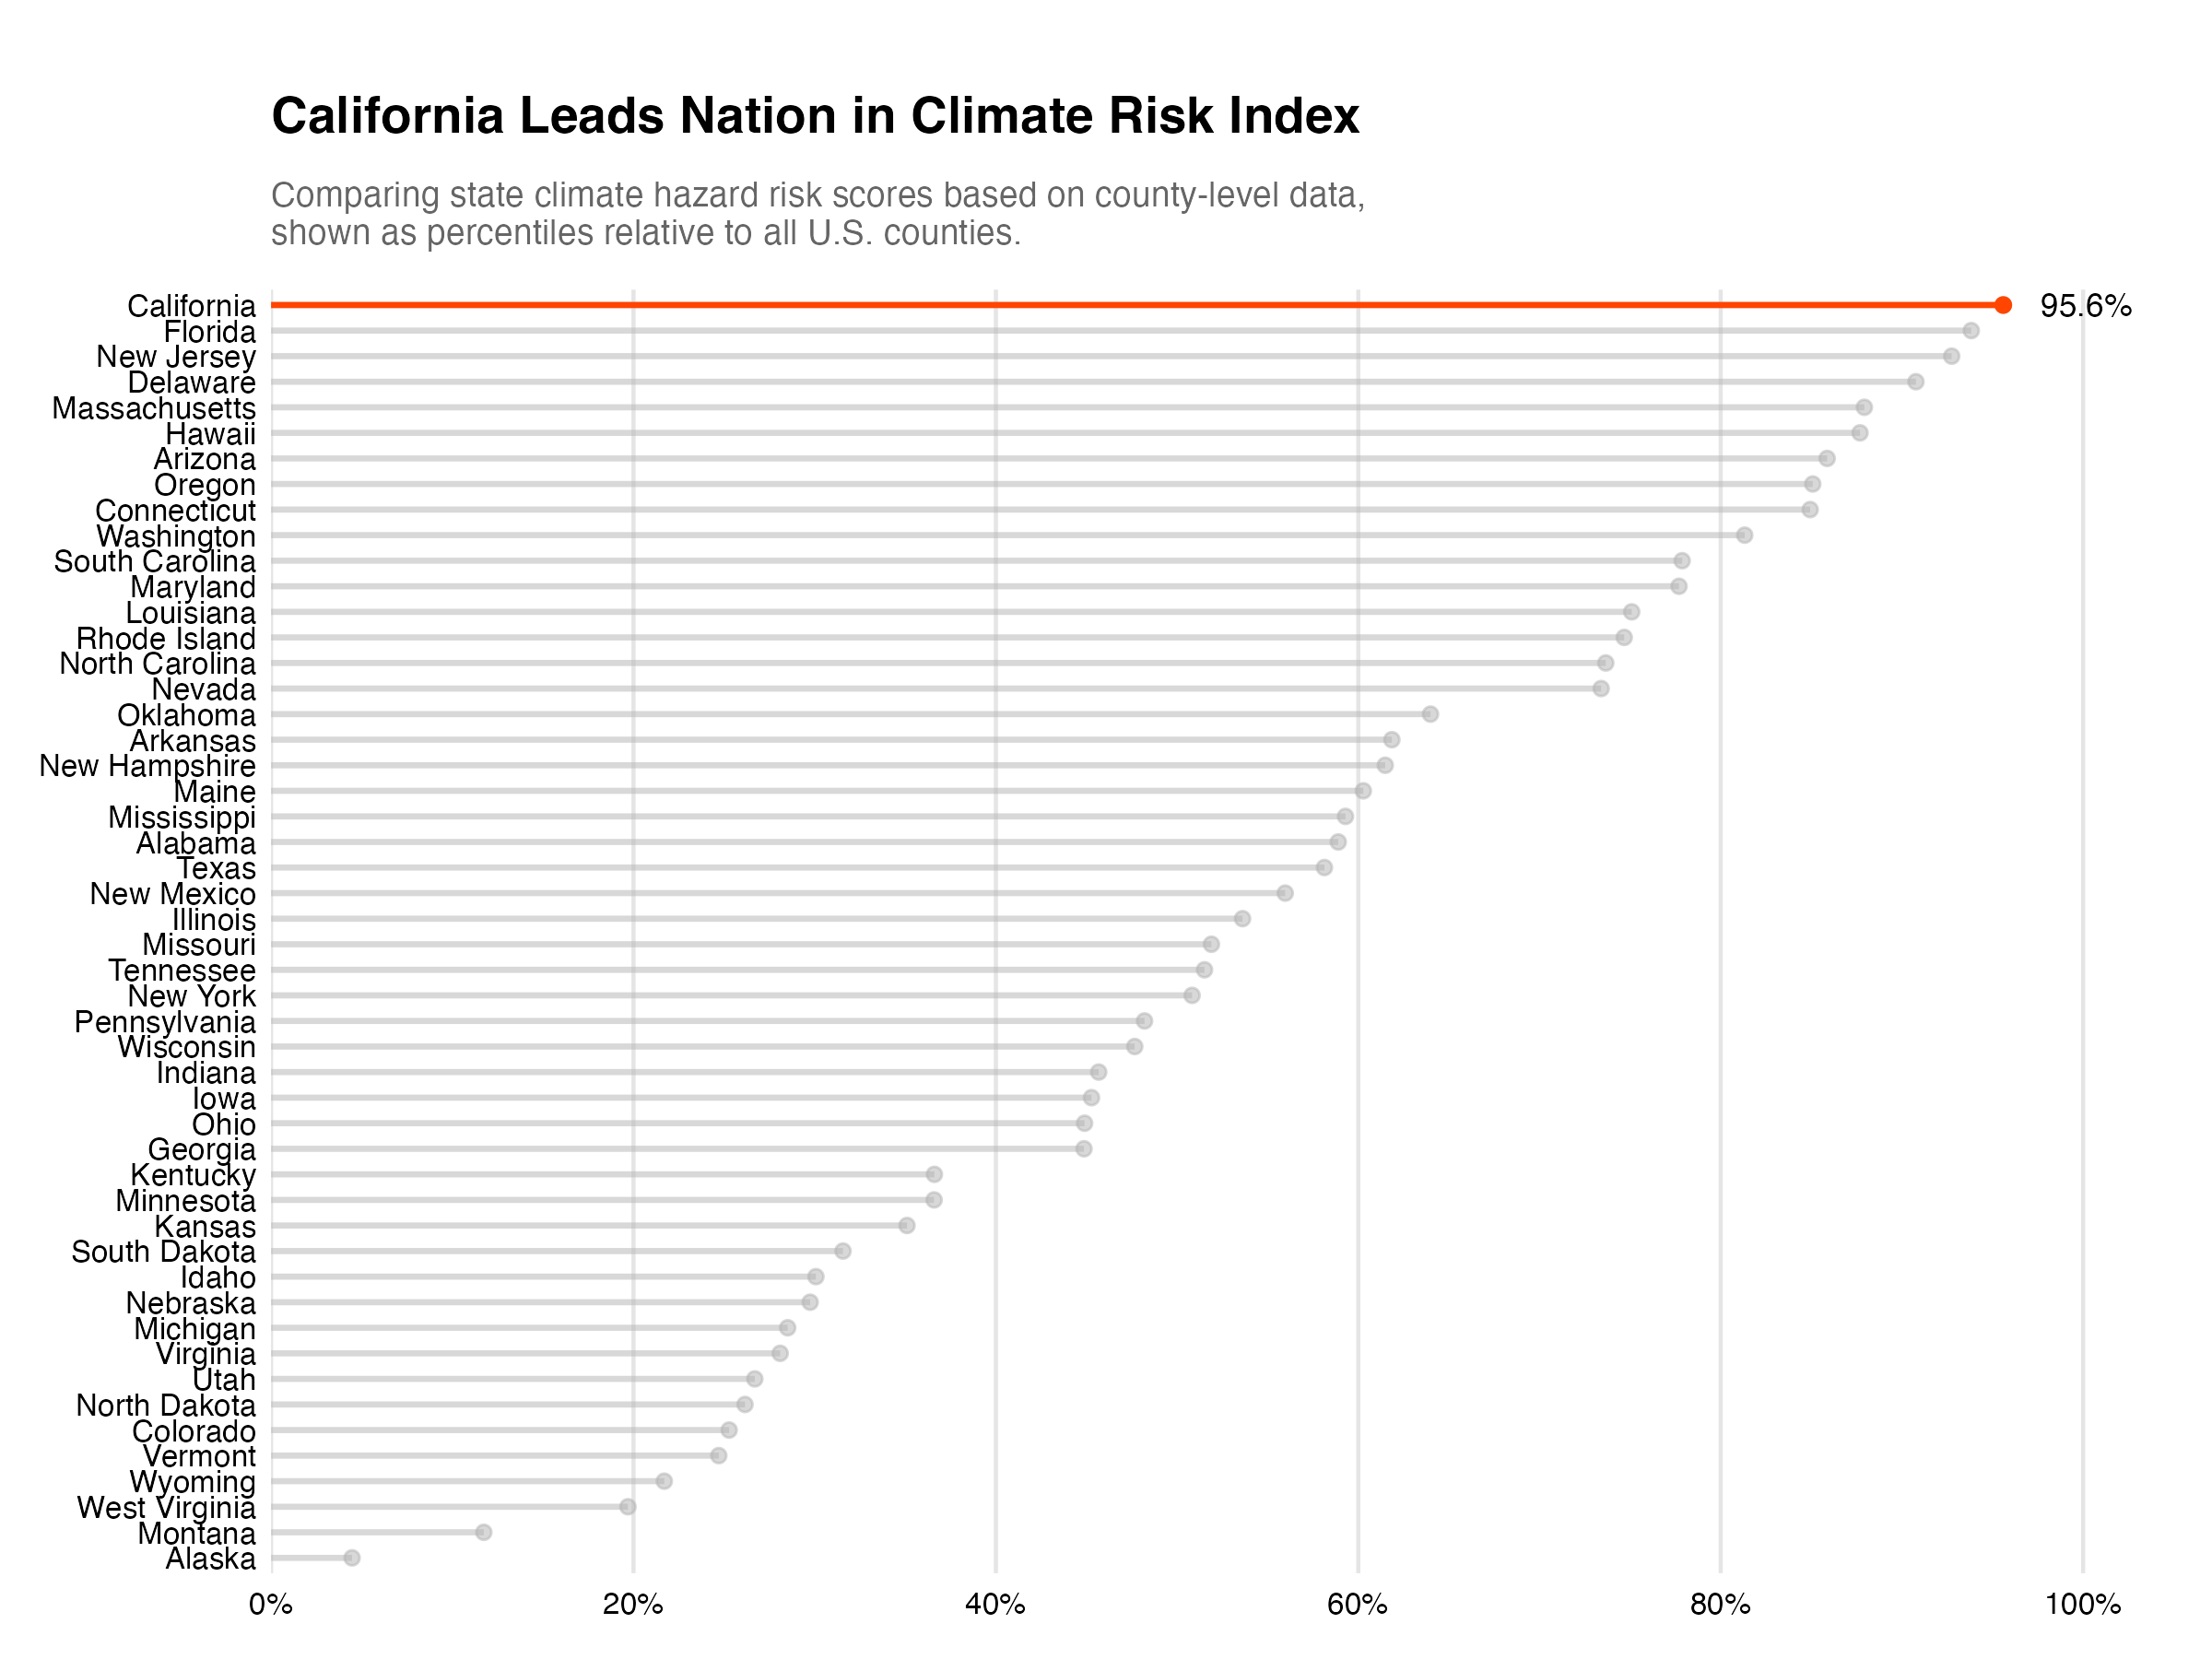 California Leads Nation in Climate Risk Index
Comparing state climate hazard risk scores based on county-level data,
shown as percentiles relative to all U.S. counties.
California
95.6%
Florida
New Jersey
Delaware
Massachusetts
Hawaii
Arizona
Oregon
Connecticut
Washington
South Carolina
Maryland
Louisiana
Rhode Island
North Carolina
Nevada
Oklahoma
Arkansas
New Hampshire
Maine
Mississippi
Alabama
Texas
New Mexico
Illinois
Missouri
Tennessee
New York
Pennsylvania
Wisconsin
Indiana
Iowa
Ohio
Georgia
Kentucky
Minnesota
Kansas
South Dakota
Idaho
Nebraska
Michigan
Virginia
Utah
North Dakota
Colorado
Vermont
Wyoming
West Virginia
Montana
Alaska
0% 20% 40% 60% 80% 100%